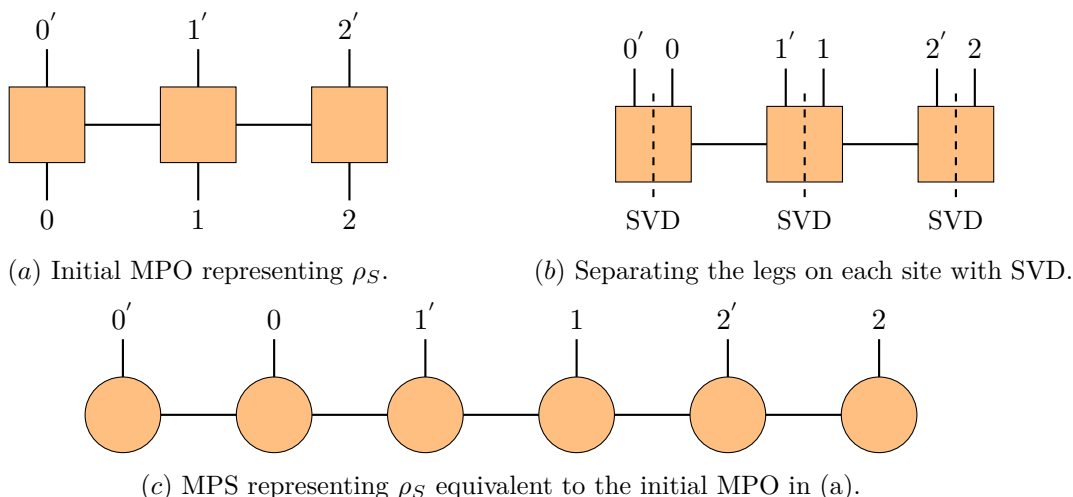 0′ 1′ 2′
0 1 2
(a) Initial MPO representing ρ_S.
0′ 0 1′ 1 2′ 2
SVD SVD SVD
(b) Separating the legs on each site with SVD.
0′ 0 1′ 1 2′ 2
(c) MPS representing ρ_S equivalent to the initial MPO in (a).